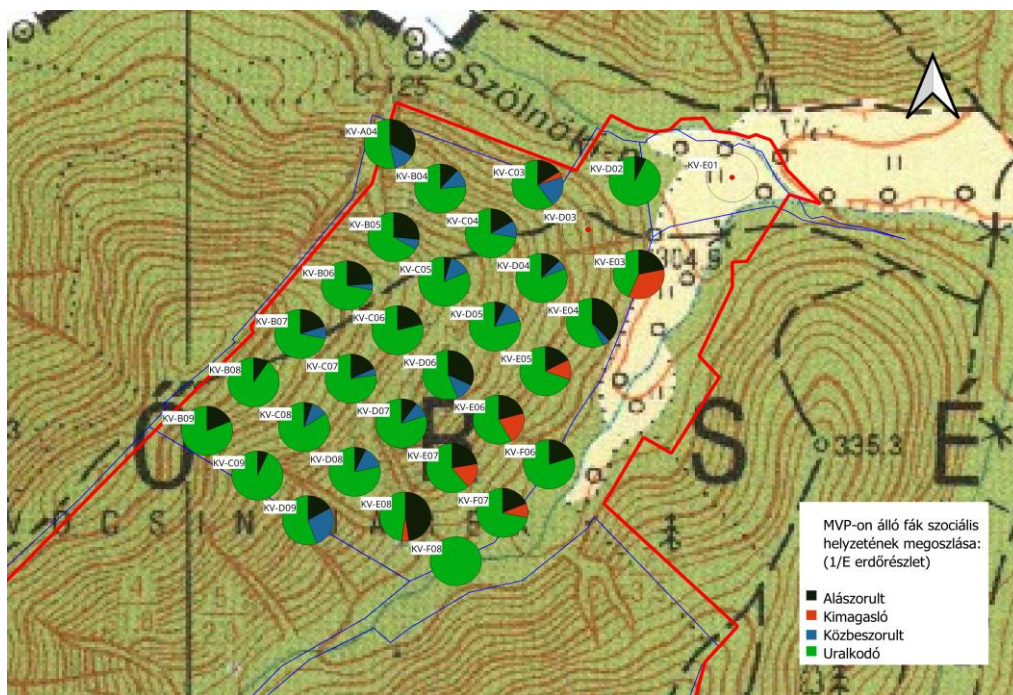 Szölnök
KV-A04
KV-B04
KV-C03
KV-D02
KV-E01
KV-D03
KV-C04
KV-B05
304.6
KV-E03
KV-B06
KV-C05
KV-D04
KV-B07
KV-C06
KV-D05
KV-E04
KV-B08
KV-C07
KV-D06
KV-E05
KV-B09
KV-C08
KV-D07
KV-E06
Ő R S É
335.3
KV-C09
KV-D08
KV-E07
KV-F06
KV-D09
KV-E08
KV-F07
KV-F08
MVP-on álló fák szociális
helyzetének megoszlása:
(1/E erdőrészlet)
Alászorult
Kimagasló
Közbeszorult
Uralkodó